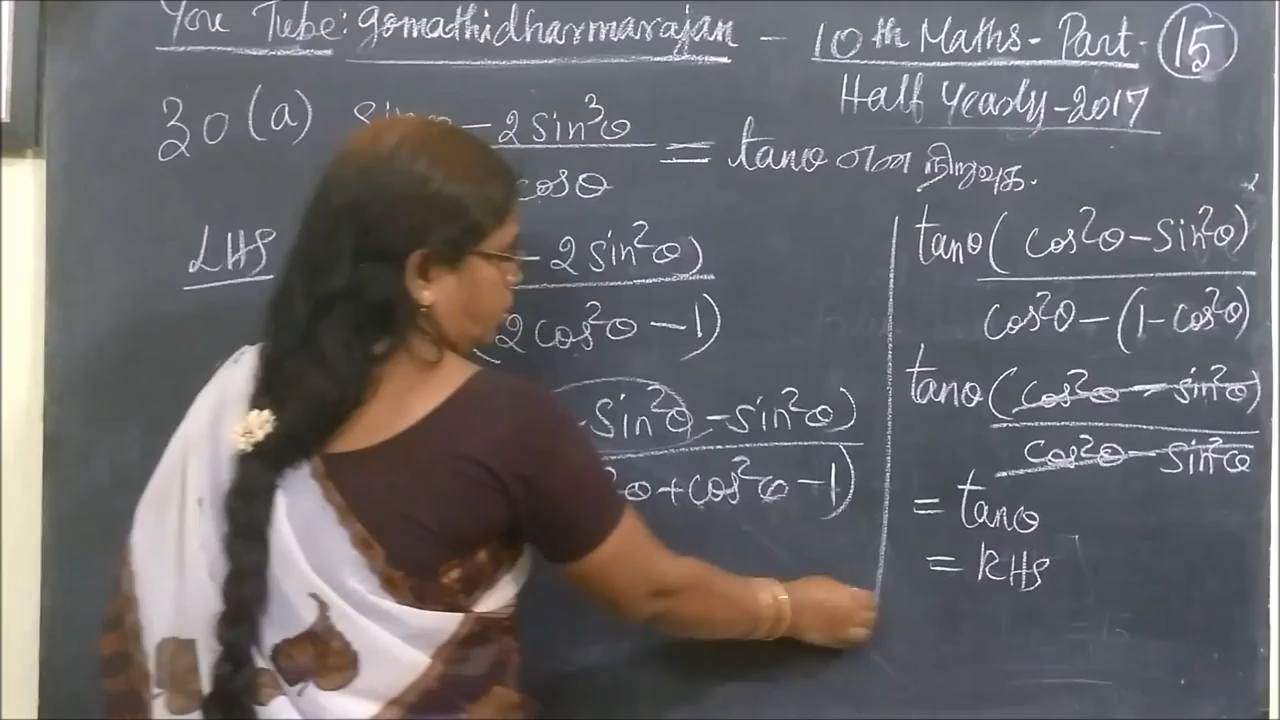 You Tube: gomathidharmarajan - 10th Maths - Part - 15
Half Yearly - 2017
30 (a) - 2 sin³θ
cosθ
= tanθ என நிறுவுக.
LHS
- 2 sin²θ)
(2 cos²θ - 1)
- sin²θ - sin²θ)
²θ + cos²θ - 1)
tanθ ( cos²θ - sin²θ)
cos²θ - (1 - cos²θ)
tanθ (cos²θ - sin²θ)
cos²θ - sin²θ
= tanθ
= RHS